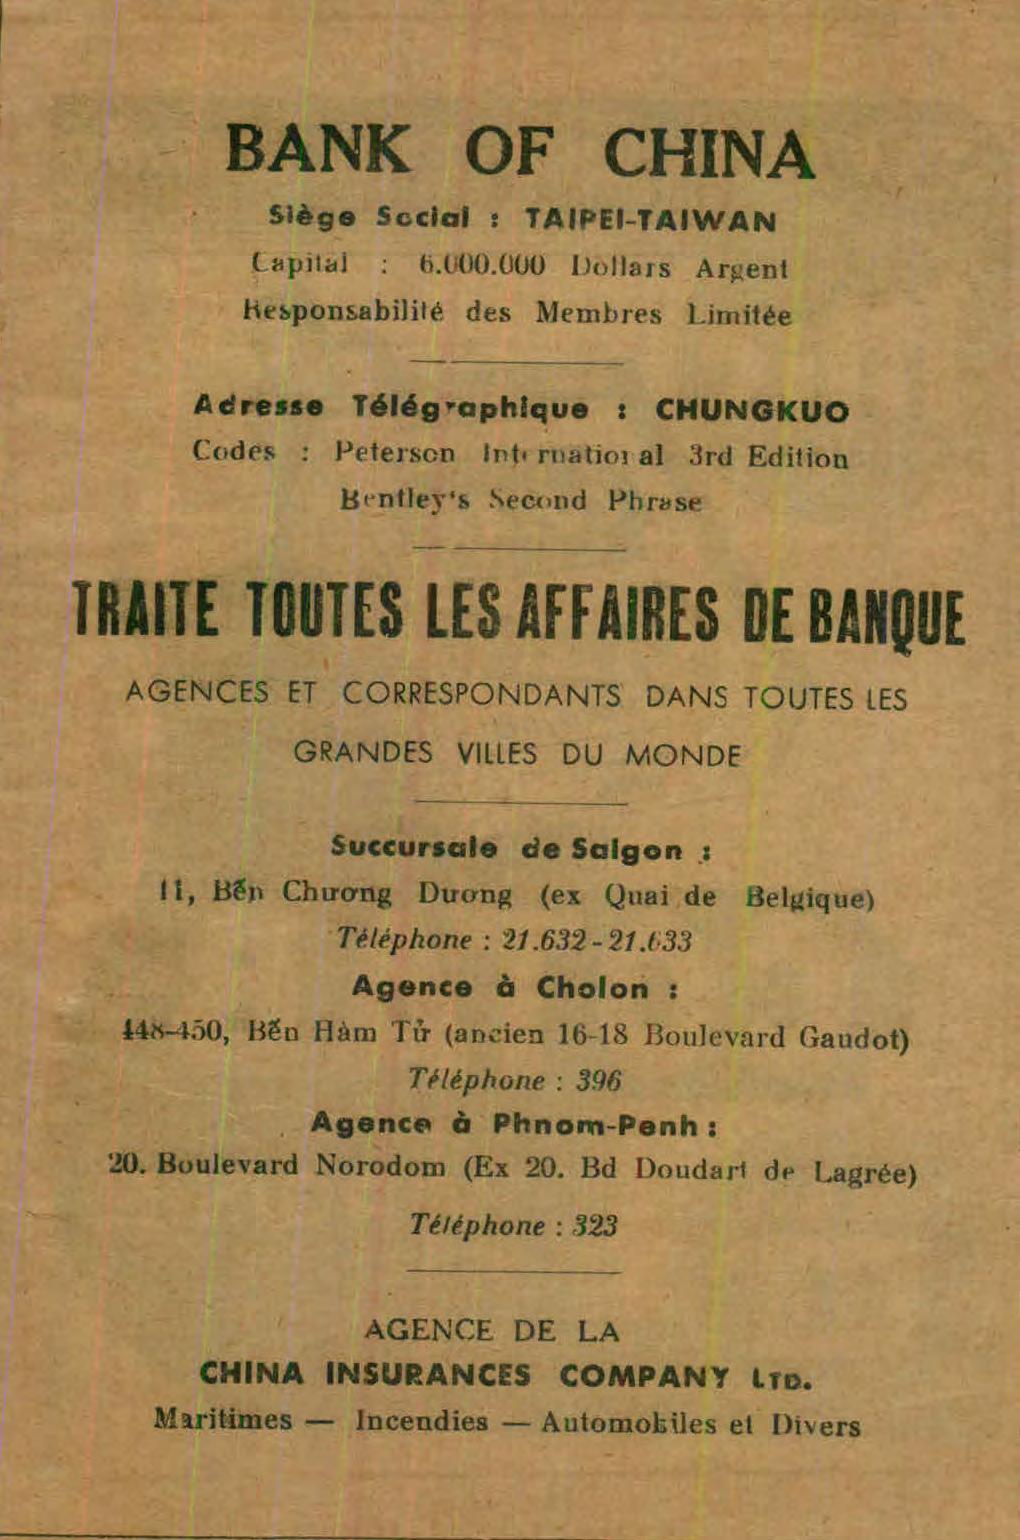 BANK OF CHINA
Siège Social : TAIPEI-TAIWAN
Capital : 6.000.000 Dollars Argent
Responsabilité des Membres Limitée
Adresse Télégraphique : CHUNGKUO
Codes : Peterson International 3rd Edition
Bentley's Second Phrase
TRAITE TOUTES LES AFFAIRES DE BANQUE
AGENCES ET CORRESPONDANTS DANS TOUTES LES
GRANDES VILLES DU MONDE
Succursale de Saigon :
11, Bến Chương Dương (ex Quai de Belgique)
Téléphone : 21.632-21.633
Agence à Cholon :
448-450, Bến Hàm Tử (ancien 16-18 Boulevard Gaudot)
Téléphone : 396
Agence à Phnom-Penh :
20. Boulevard Norodom (Ex 20. Bd Doudart de Lagrée)
Téléphone : 323
AGENCE DE LA
CHINA INSURANCES COMPANY LTD.
Maritimes — Incendies — Automobiles et Divers